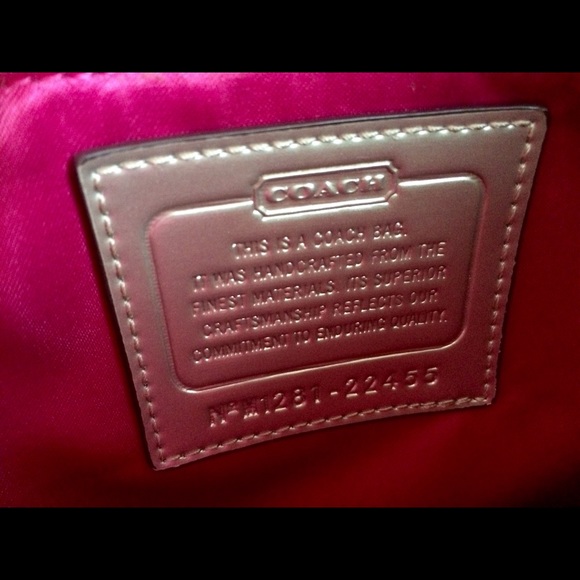 COACH
THIS IS A COACH BAG.
IT WAS HANDCRAFTED FROM THE
FINEST MATERIALS. ITS SUPERIOR
CRAFTSMANSHIP REFLECTS OUR
COMMITMENT TO ENDURING QUALITY.
Nº M1281-22455